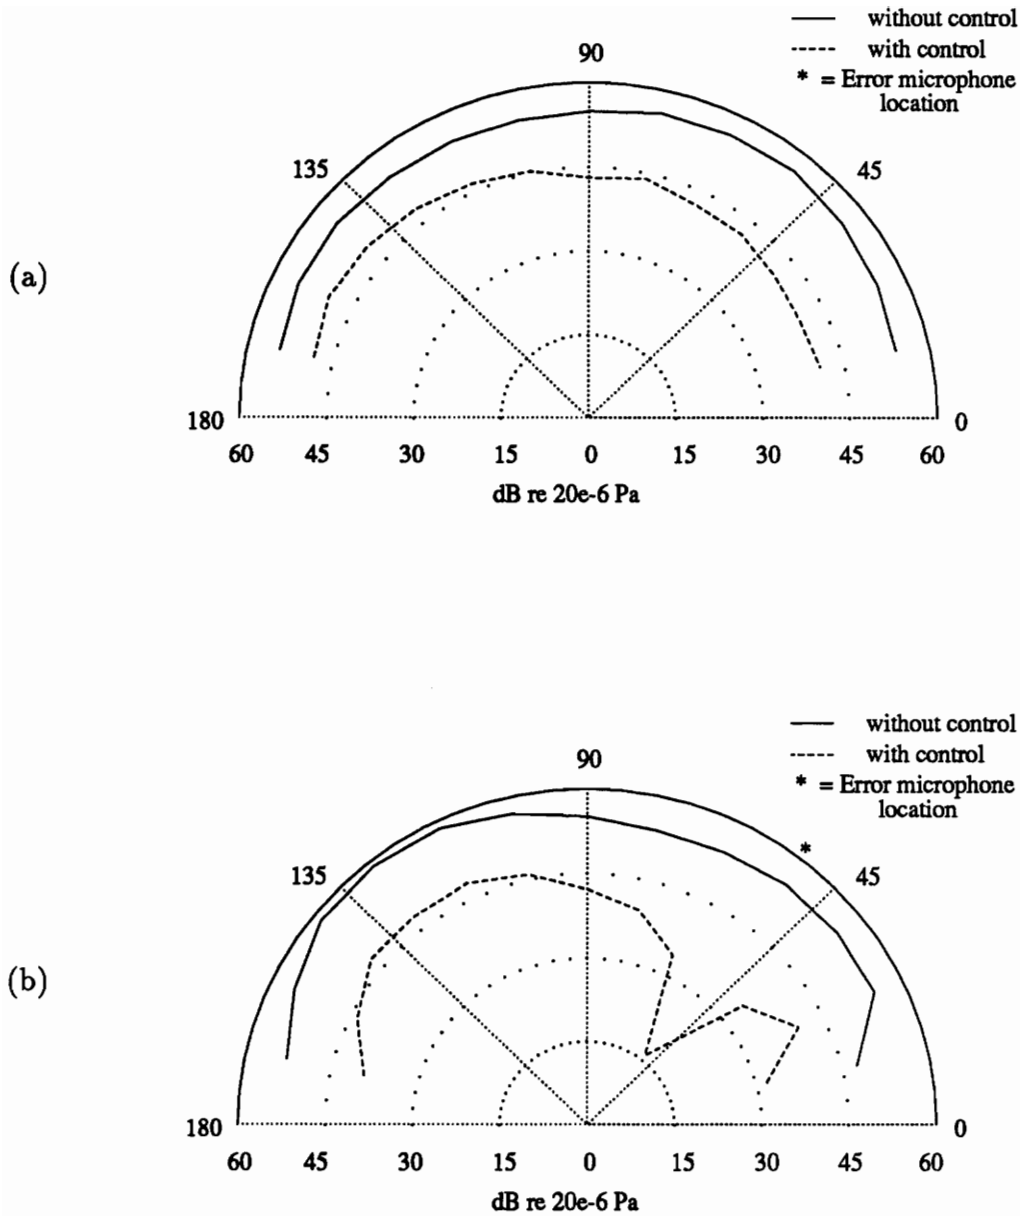 without control
with control
* = Error microphone
location
90
135
45
(a)
180
0
60 45 30 15 0 15 30 45 60
dB re 20e-6 Pa
without control
with control
* = Error microphone
location
90
*
135
45
(b)
180
0
60 45 30 15 0 15 30 45 60
dB re 20e-6 Pa